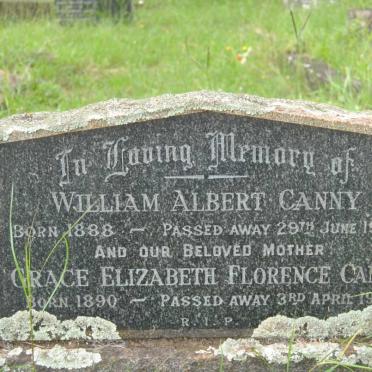 In Loving Memory of
WILLIAM ALBERT CANNY
BORN 1888 ~ PASSED AWAY 29TH JUNE
AND OUR BELOVED MOTHER
GRACE ELIZABETH FLORENCE
BORN 1890 ~ PASSED AWAY 3RD APRIL
R.I.P.